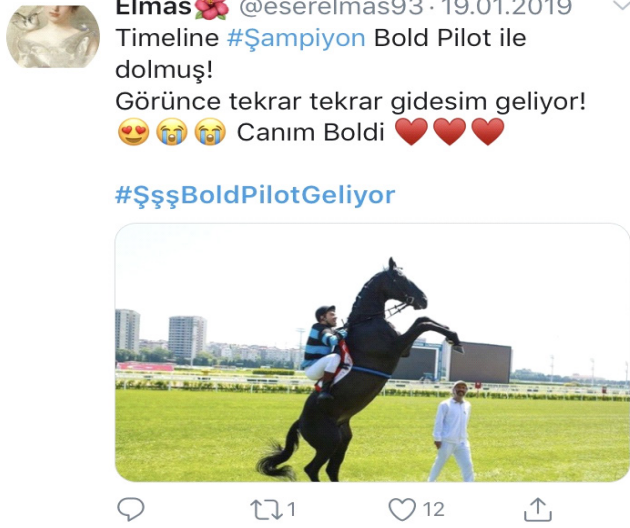 Elmas🌺 @eserelmas93 · 19.01.2019
Timeline #Şampiyon Bold Pilot ile
dolmuş!
Görünce tekrar tekrar gidesim geliyor!
😍😭😭 Canım Boldi ❤️❤️❤️
#ŞşşBoldPilotGeliyor
1 12